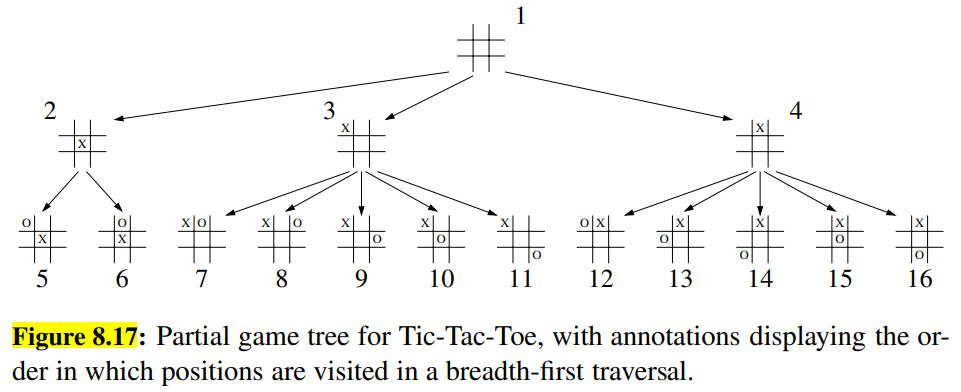 1
2 3 4
X X X
O X O X X O X O X O X O X O O X X O X O X O X O
5 6 7 8 9 10 11 12 13 14 15 16
Figure 8.17: Partial game tree for Tic-Tac-Toe, with annotations displaying the or-
der in which positions are visited in a breadth-first traversal.